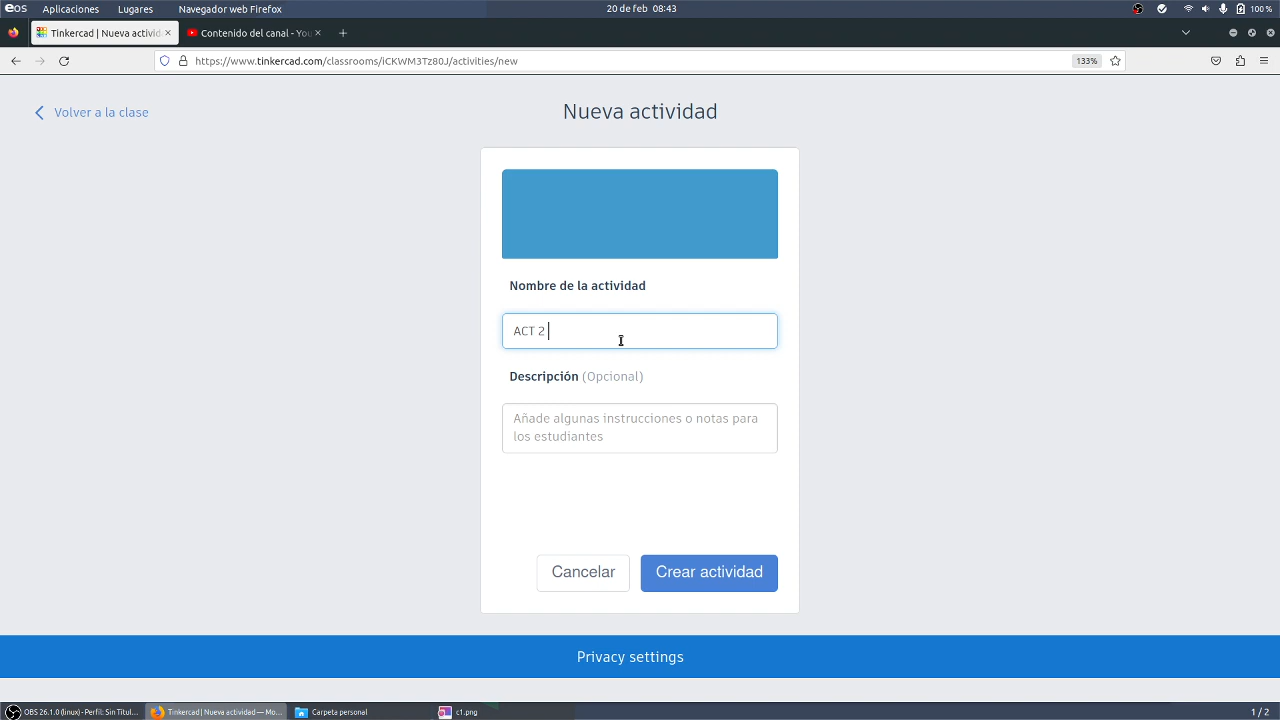 eos Aplicaciones Lugares Navegador web Firefox 20 de feb 08:43 100 %
Tinkercad | Nueva activid × Contenido del canal - You ×
https://www.tinkercad.com/classrooms/iCKWM3Tz80J/activities/new 133%
Volver a la clase
Nueva actividad
Nombre de la actividad
ACT 2
Descripción (Opcional)
Añade algunas instrucciones o notas para
los estudiantes
Cancelar Crear actividad
Privacy settings
OBS 26.1.0 (linux) - Perfil: Sin Titul... Tinkercad | Nueva actividad — Mo... Carpeta personal c1.png 1 / 2